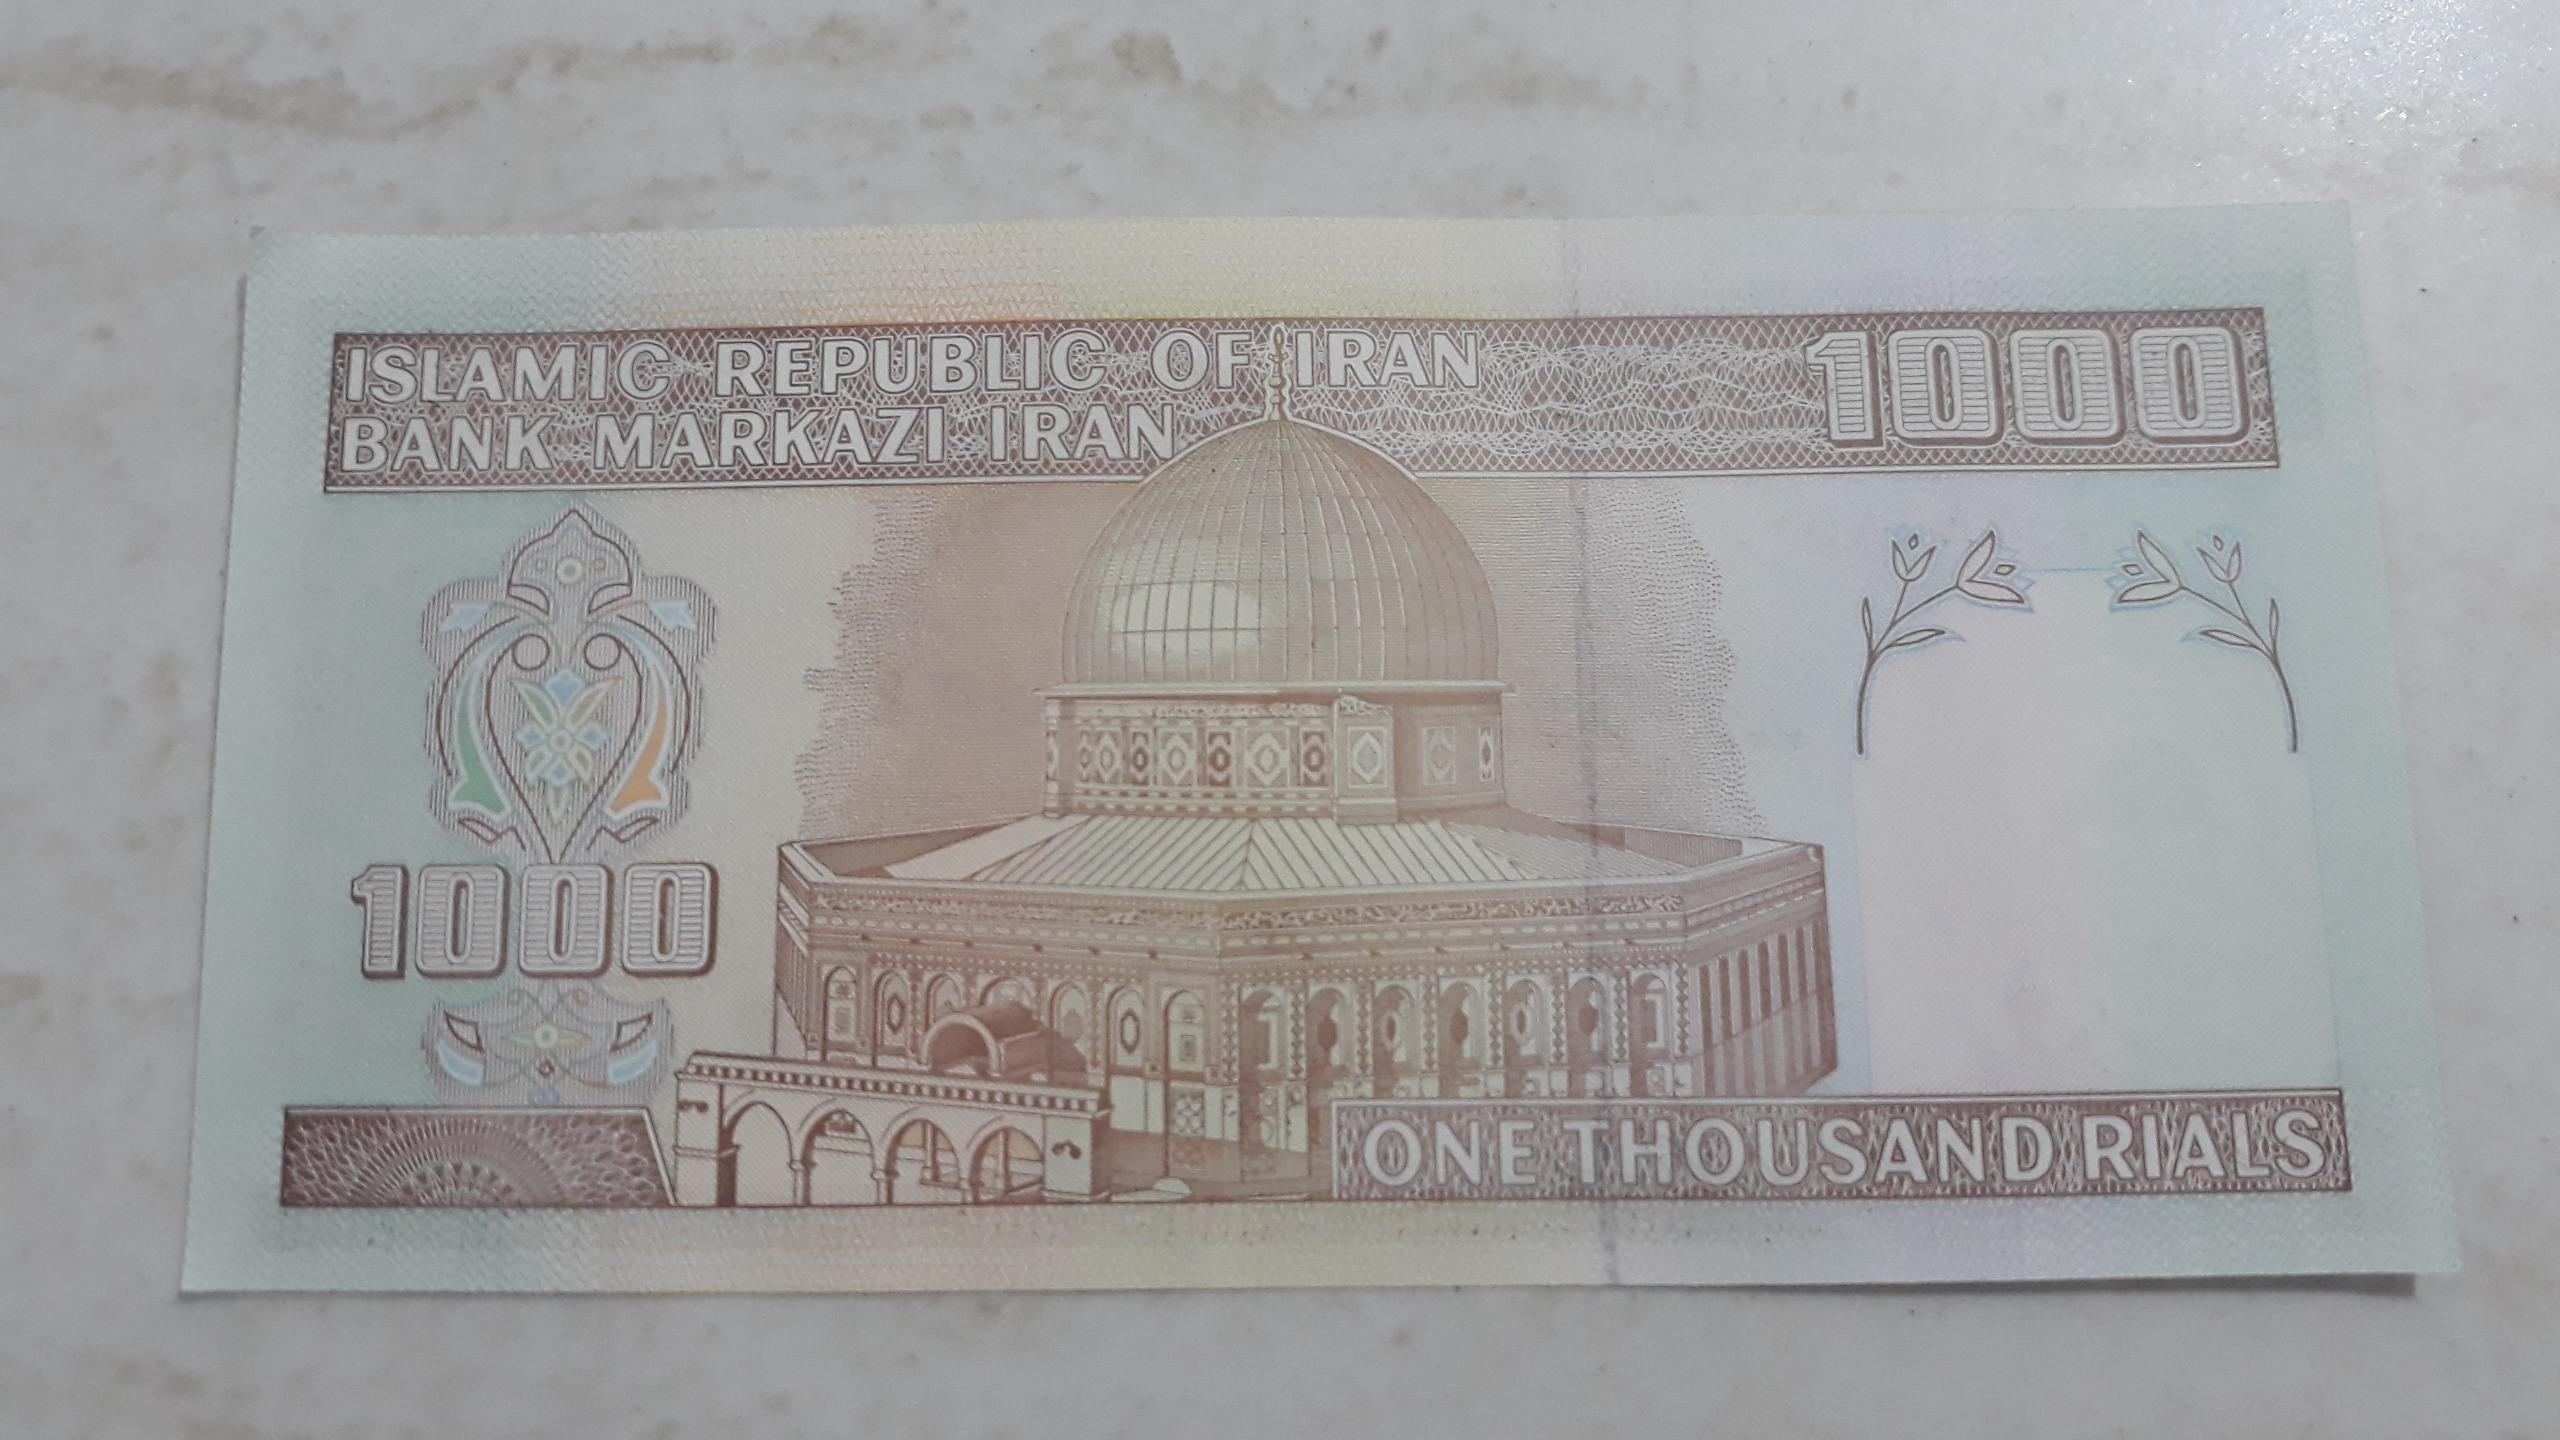 ISLAMIC REPUBLIC OF IRAN
BANK MARKAZI IRAN
1000
1000
ONE THOUSAND RIALS